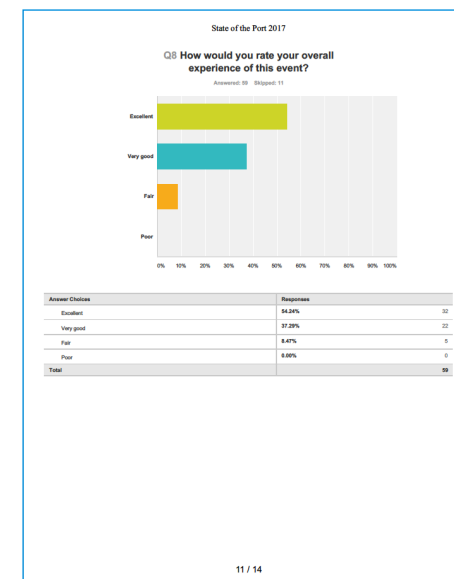 State of the Port 2017
Q8 How would you rate your overall
experience of this event?
Answered: 59 Skipped: 11
Excellent
Very good
Fair
Poor
0% 10% 20% 30% 40% 50% 60% 70% 80% 90% 100%
Answer Choices Responses
Excellent 54.24% 32
Very good 37.29% 22
Fair 8.47% 5
Poor 0.00% 0
Total 59
11 / 14